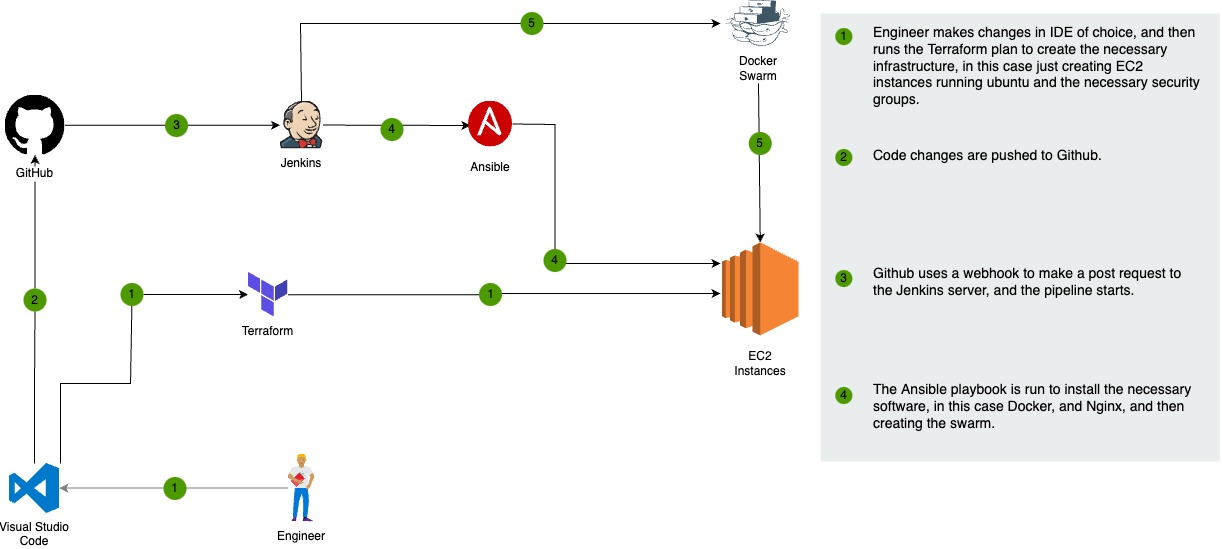 5
Docker
Swarm
GitHub
3
Jenkins
4
Ansible
5
4
2
1
Terraform
1
EC2
Instances
Visual Studio
Code
1
Engineer
1
Engineer makes changes in IDE of choice, and then
runs the Terraform plan to create the necessary
infrastructure, in this case just creating EC2
instances running ubuntu and the necessary security
groups.
2
Code changes are pushed to Github.
3
Github uses a webhook to make a post request to
the Jenkins server, and the pipeline starts.
4
The Ansible playbook is run to install the necessary
software, in this case Docker, and Nginx, and then
creating the swarm.